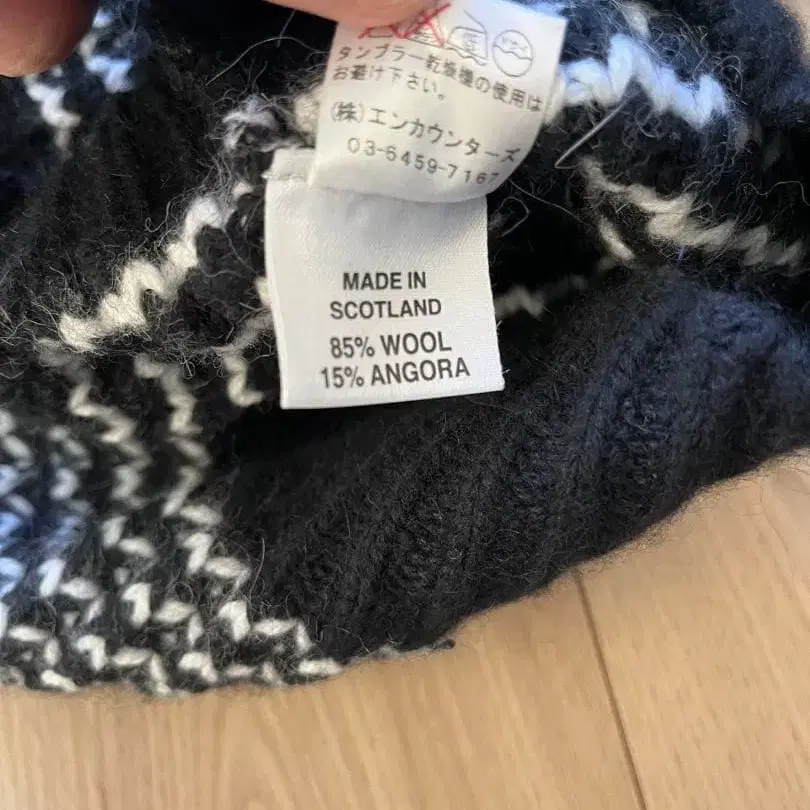 タンブラー乾燥機の使用は
お避け下さい。
(株)エンカウンターズ
03-6459-7167
MADE IN
SCOTLAND
85% WOOL
15% ANGORA